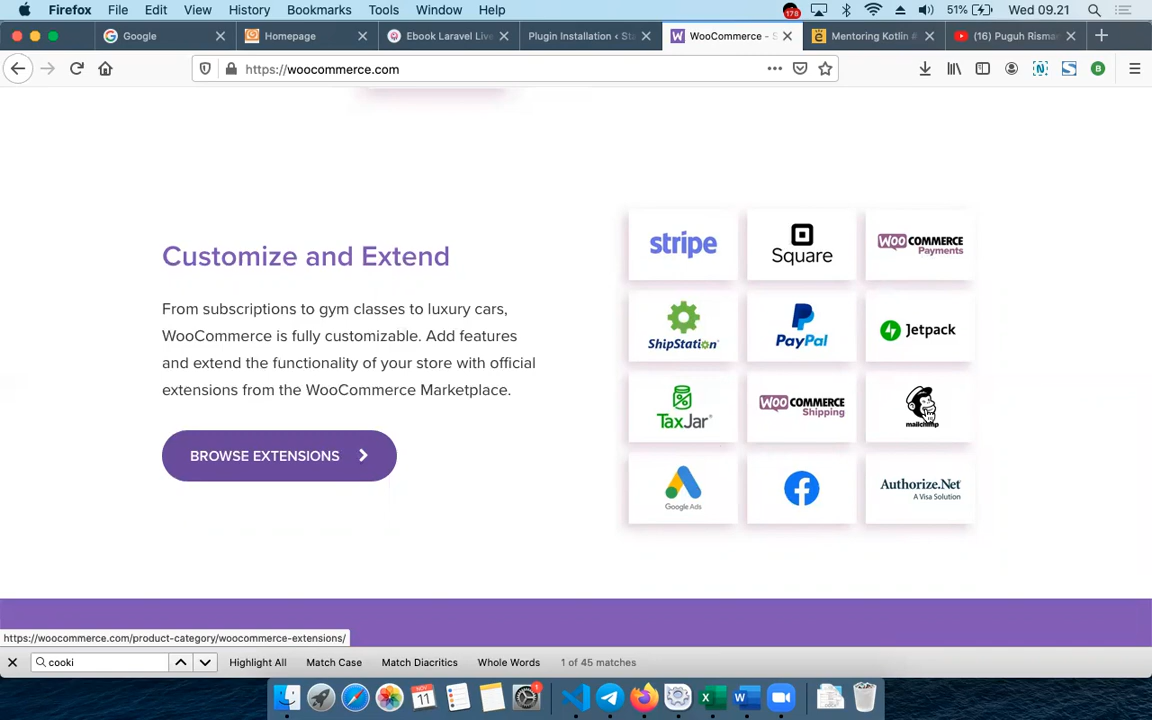 Firefox File Edit View History Bookmarks Tools Window Help 178 51% Wed 09.21
Google
Homepage
Ebook Laravel Live
Plugin Installation ‹ Sta
WooCommerce - S
Mentoring Kotlin #
(16) Puguh Risma
https://woocommerce.com
Customize and Extend
From subscriptions to gym classes to luxury cars,
WooCommerce is fully customizable. Add features
and extend the functionality of your store with official
extensions from the WooCommerce Marketplace.
BROWSE EXTENSIONS
stripe
Square
WOO COMMERCE
Payments
ShipStation
PayPal
Jetpack
TaxJar
WOO COMMERCE
Shipping
mailchimp
Google Ads
Authorize.Net
A Visa Solution
https://woocommerce.com/product-category/woocommerce-extensions/
cooki Highlight All Match Case Match Diacritics Whole Words 1 of 45 matches
NOV
11
1